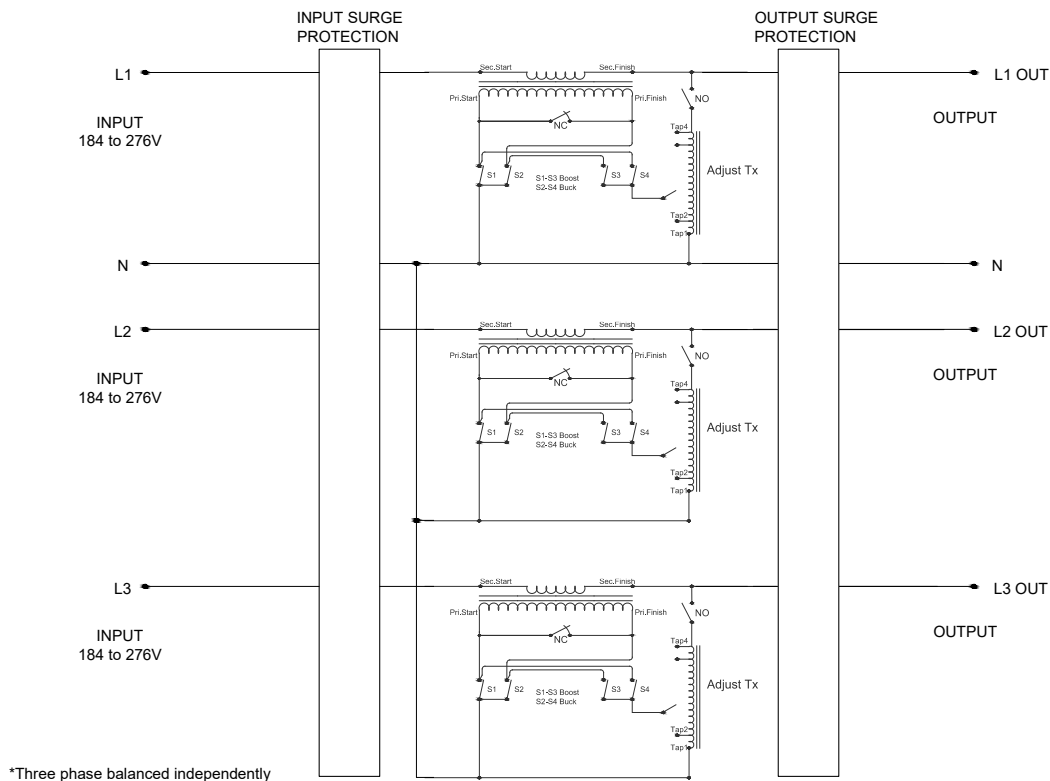 INPUT SURGE
PROTECTION
OUTPUT SURGE
PROTECTION
L1
INPUT
184 to 276V
Sec.Start
Sec.Finish
Pri.Start
Pri.Finish
NC
NO
S1
S2
S1-S3 Boost
S2-S4 Buck
S3
S4
Tap4
Adjust Tx
Tap2
Tap1
L1 OUT
OUTPUT
N
N
L2
INPUT
184 to 276V
Sec.Start
Sec.Finish
Pri.Start
Pri.Finish
NC
NO
S1
S2
S1-S3 Boost
S2-S4 Buck
S3
S4
Tap4
Adjust Tx
Tap2
Tap1
L2 OUT
OUTPUT
L3
INPUT
184 to 276V
Sec.Start
Sec.Finish
Pri.Start
Pri.Finish
NC
NO
S1
S2
S1-S3 Boost
S2-S4 Buck
S3
S4
Tap4
Adjust Tx
Tap2
Tap1
L3 OUT
OUTPUT
*Three phase balanced independently